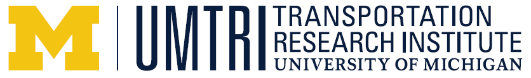 M UMTRI TRANSPORTATION
RESEARCH INSTITUTE
UNIVERSITY OF MICHIGAN